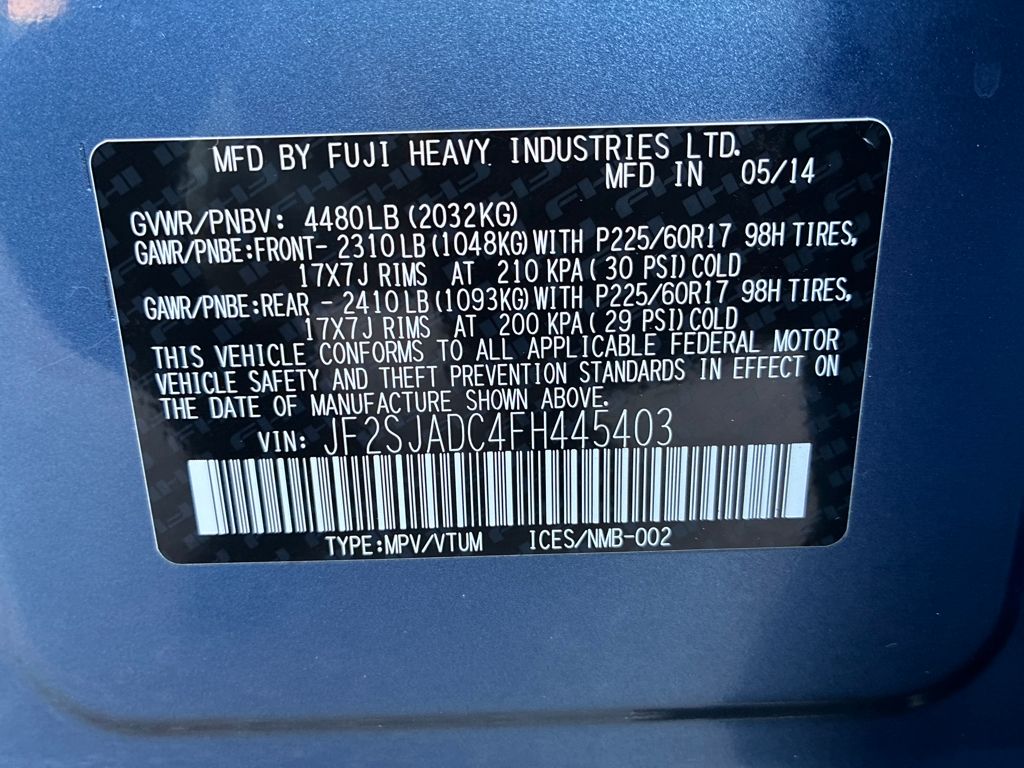 MFD BY FUJI HEAVY INDUSTRIES LTD.
MFD IN 05/14
GVWR/PNBV: 4480LB (2032KG)
GAWR/PNBE:FRONT- 2310LB(1048KG)WITH P225/60R17 98H TIRES,
17X7J RIMS AT 210 KPA( 30 PSI)COLD
GAWR/PNBE:REAR - 2410LB(1093KG)WITH P225/60R17 98H TIRES,
17X7J RIMS AT 200 KPA( 29 PSI)COLD
THIS VEHICLE CONFORMS TO ALL APPLICABLE FEDERAL MOTOR
VEHICLE SAFETY AND THEFT PREVENTION STANDARDS IN EFFECT ON
THE DATE OF MANUFACTURE SHOWN ABOVE.
VIN: JF2SJADC4FH445403
TYPE:MPV/VTUM ICES/NMB-002